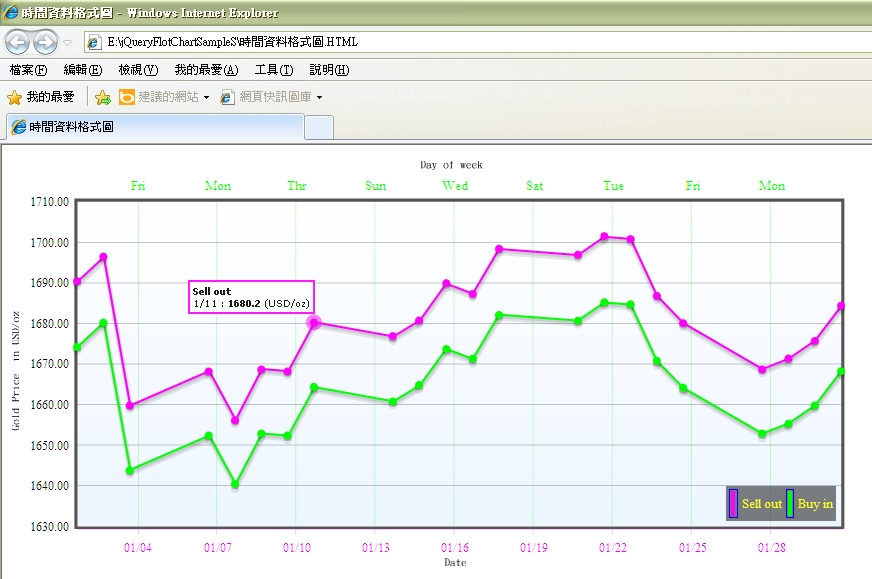 時間資料格式圖 - Windows Internet Explorer
E:\jQueryFlotChartSampleS\時間資料格式圖.HTML
檔案(F) 編輯(E) 檢視(V) 我的最愛(A) 工具(T) 說明(H)
我的最愛 建議的網站 網頁快訊圖庫
時間資料格式圖
Day of week
Fri Mon Thr Sun Wed Sat Tue Fri Mon
1710.00
1700.00
1690.00
1680.00
1670.00
1660.00
1650.00
1640.00
1630.00
Gold Price in USD/oz
Sell out
1/11 : 1680.2 (USD/oz)
Sell out Buy in
01/04 01/07 01/10 01/13 01/16 01/19 01/22 01/25 01/28
Date